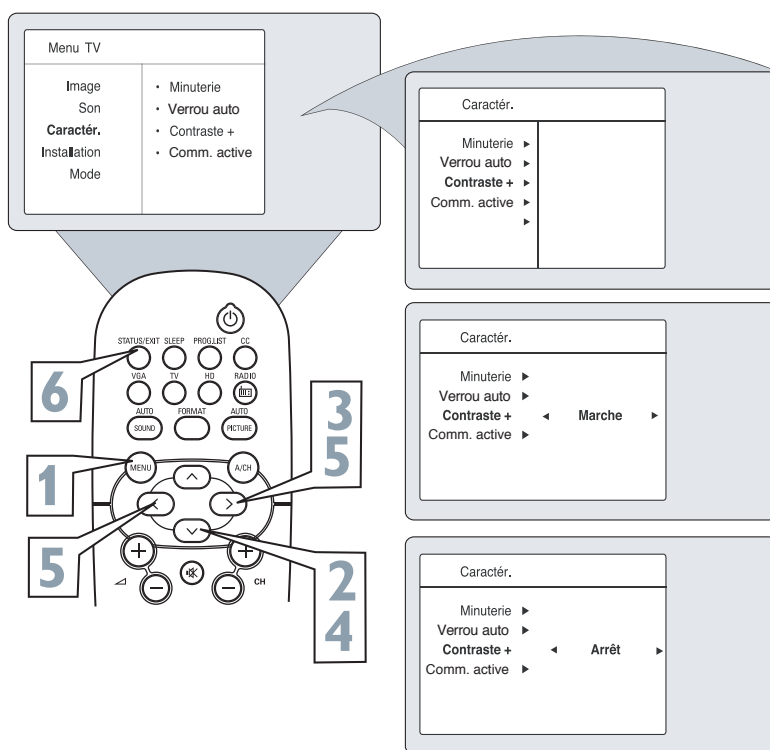 Menu TV
Image
Son
Caractér.
Installation
Mode
• Minuterie
• Verrou auto
• Contraste +
• Comm. active
Caractér.
Minuterie
Verrou auto
Contraste +
Comm. active
Caractér.
Minuterie
Verrou auto
Contraste + Marche
Comm. active
Caractér.
Minuterie
Verrou auto
Contraste + Arrêt
Comm. active
STATUS/EXIT SLEEP PROG.LIST CC
VGA TV HD RADIO
AUTO FORMAT AUTO
SOUND PICTURE
MENU A/CH
CH
6
1
5
3
5
2
4